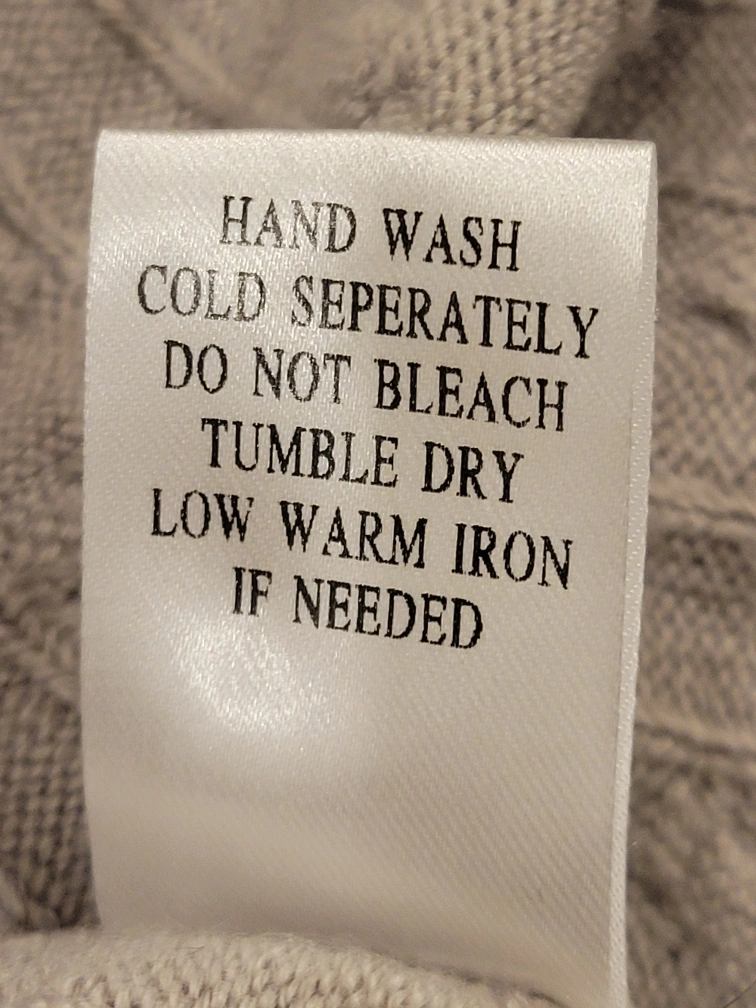 HAND WASH
COLD SEPERATELY
DO NOT BLEACH
TUMBLE DRY
LOW WARM IRON
IF NEEDED